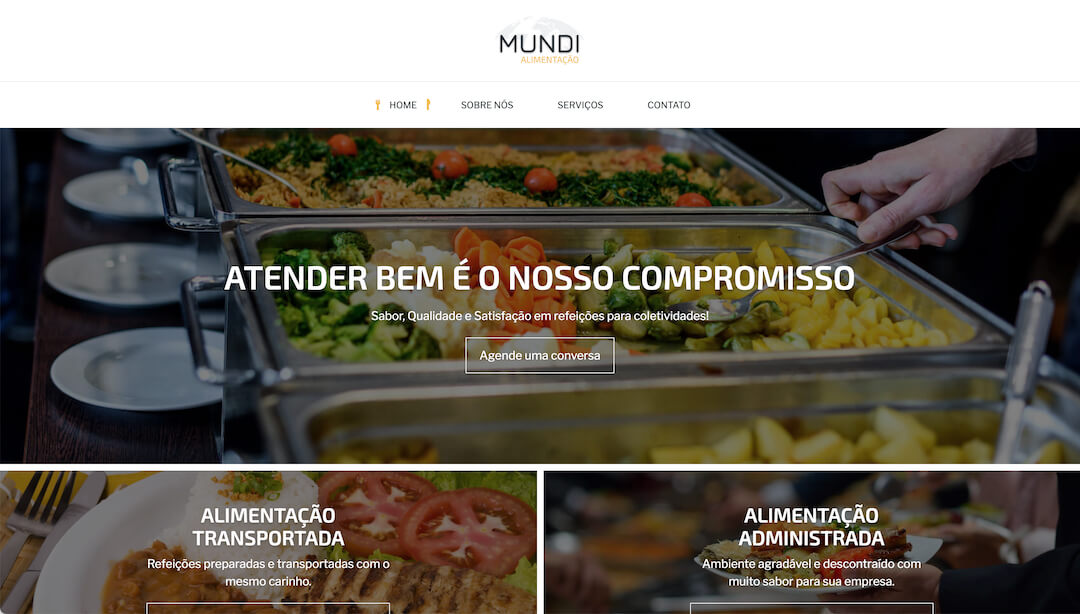 MUNDI
ALIMENTAÇÃO
HOME SOBRE NÓS SERVIÇOS CONTATO
ATENDER BEM É O NOSSO COMPROMISSO
Sabor, Qualidade e Satisfação em refeições para coletividades!
Agende uma conversa
ALIMENTAÇÃO
TRANSPORTADA
Refeições preparadas e transportadas com o
mesmo carinho.
ALIMENTAÇÃO
ADMINISTRADA
Ambiente agradável e descontraído com
muito sabor para sua empresa.